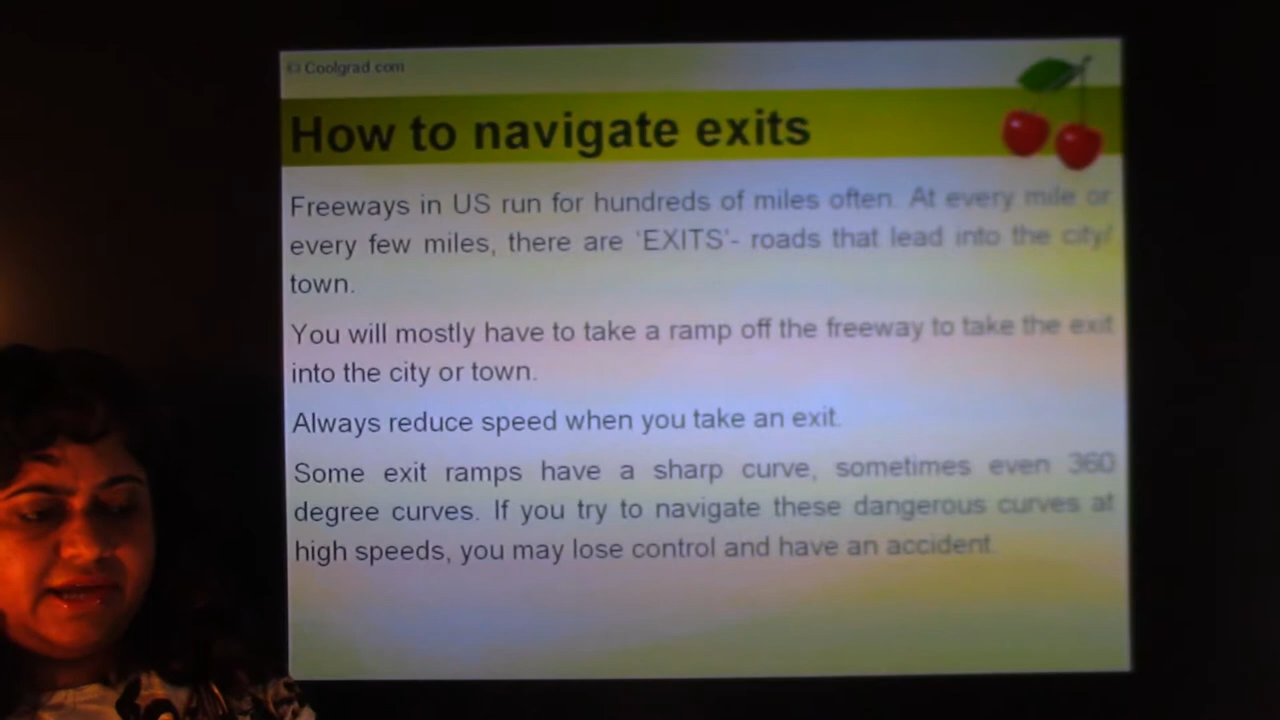 © Coolgrad.com
How to navigate exits
Freeways in US run for hundreds of miles often. At every mile or
every few miles, there are 'EXITS'- roads that lead into the city/
town.
You will mostly have to take a ramp off the freeway to take the exit
into the city or town.
Always reduce speed when you take an exit.
Some exit ramps have a sharp curve, sometimes even 360
degree curves. If you try to navigate these dangerous curves at
high speeds, you may lose control and have an accident.